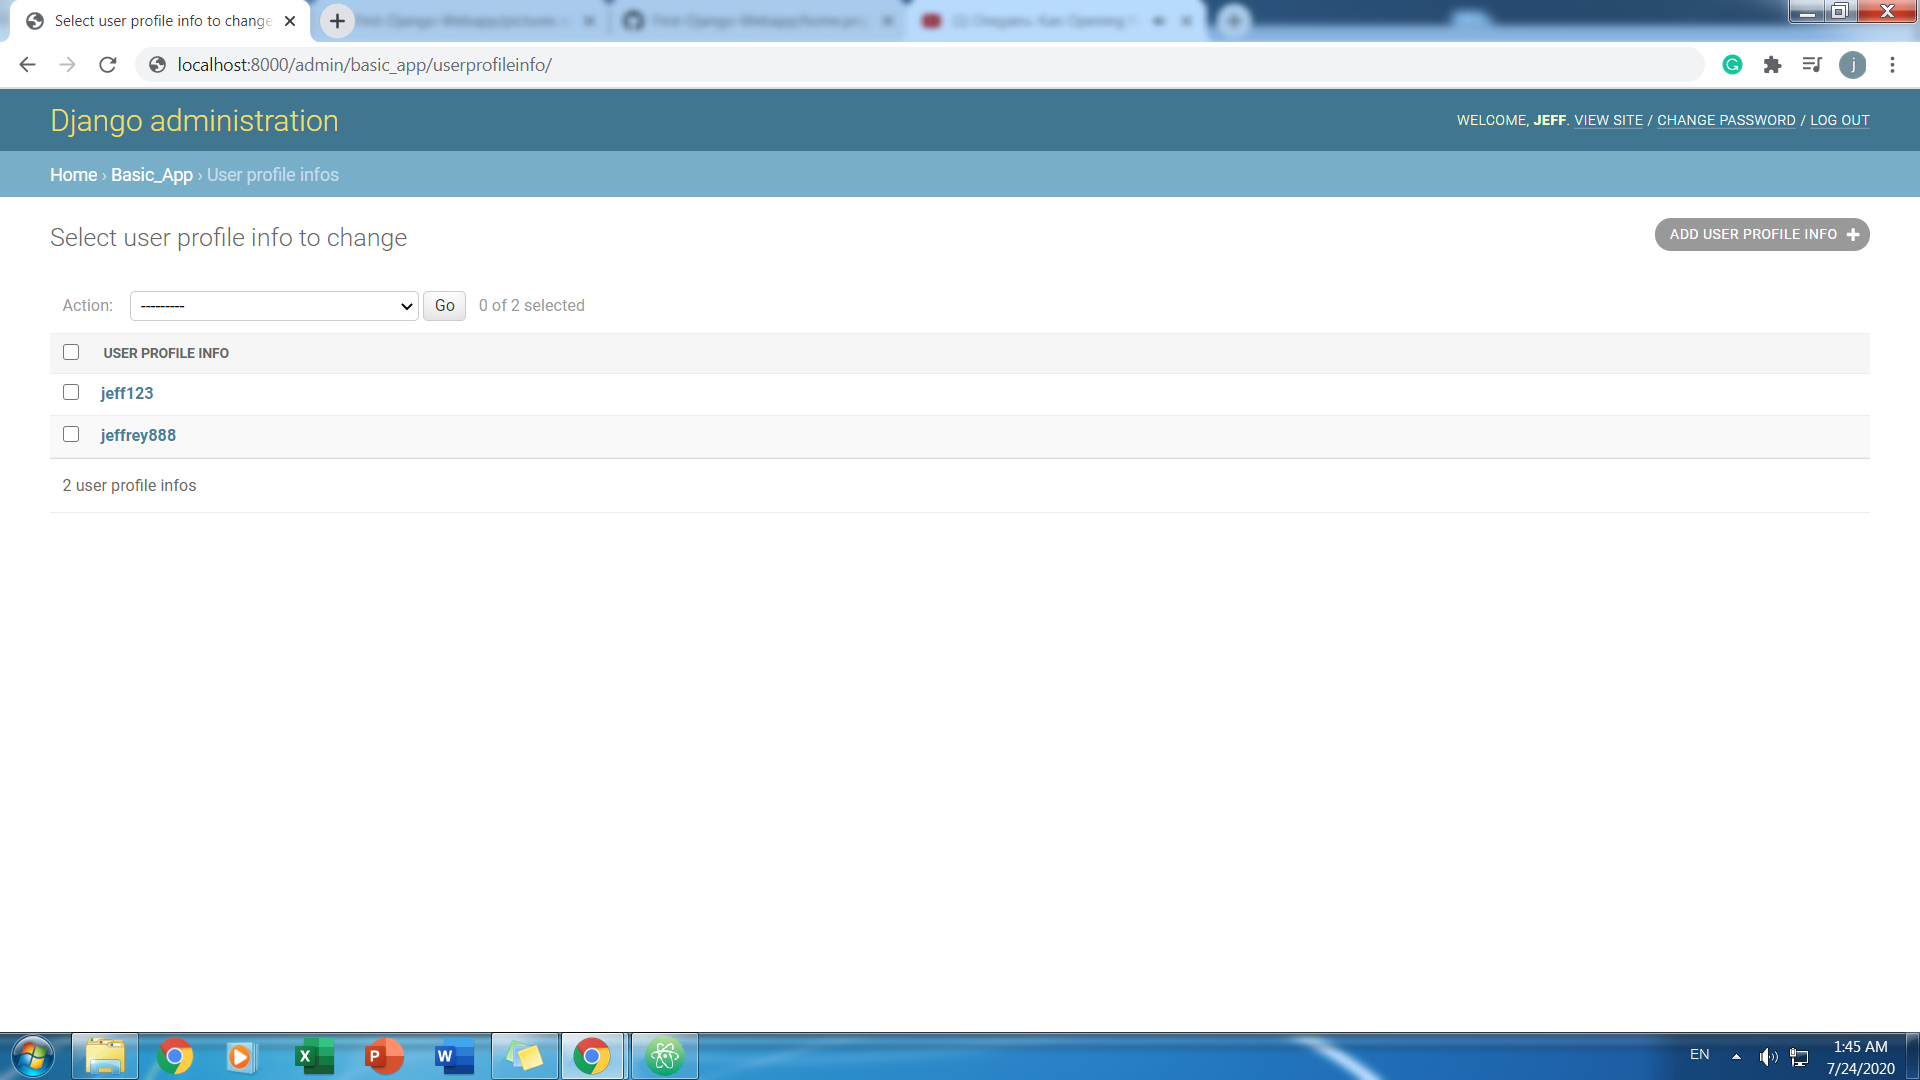 Select user profile info to change
localhost:8000/admin/basic_app/userprofileinfo/
j
Django administration
WELCOME, JEFF. VIEW SITE / CHANGE PASSWORD / LOG OUT
Home › Basic_App › User profile infos
Select user profile info to change
ADD USER PROFILE INFO
Action: --------- Go 0 of 2 selected
USER PROFILE INFO
jeff123
jeffrey888
2 user profile infos
EN
1:45 AM
7/24/2020